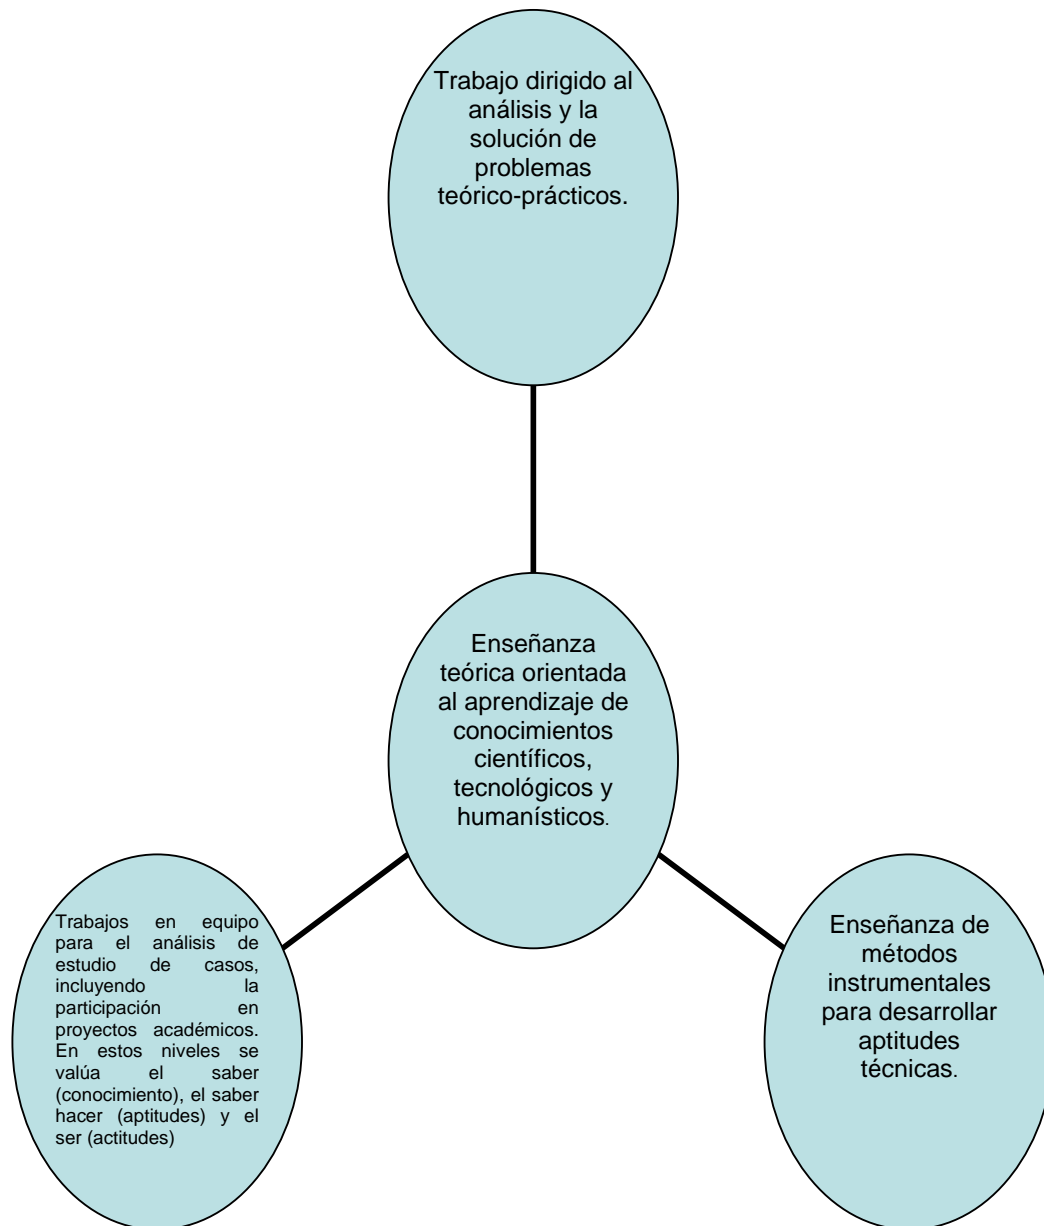 Trabajo dirigido al
análisis y la
solución de
problemas
teórico-prácticos.
Enseñanza
teórica orientada
al aprendizaje de
conocimientos
científicos,
tecnológicos y
humanísticos.
Trabajos en equipo
para el análisis de
estudio de casos,
incluyendo la
participación en
proyectos académicos.
En estos niveles se
valúa el saber
(conocimiento), el saber
hacer (aptitudes) y el
ser (actitudes)
Enseñanza de
métodos
instrumentales
para desarrollar
aptitudes
técnicas.